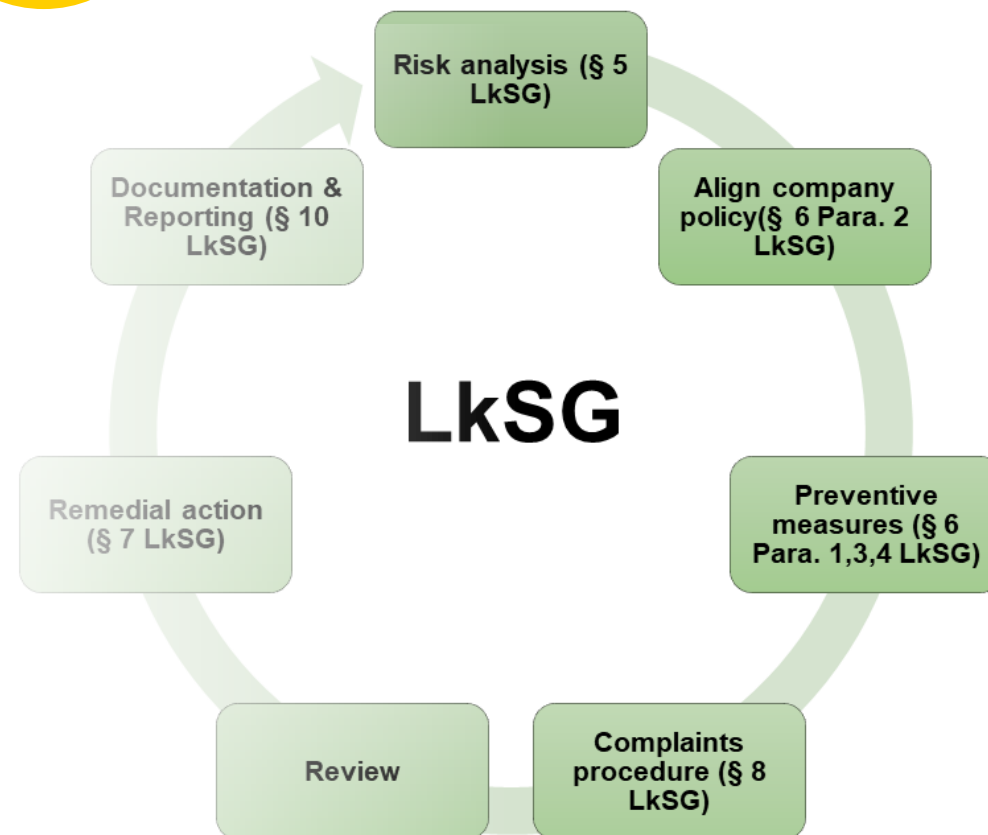 Risk analysis (§ 5
LkSG)
Align company
policy(§ 6 Para. 2
LkSG)
Preventive
measures (§ 6
Para. 1,3,4 LkSG)
Complaints
procedure (§ 8
LkSG)
Review
Remedial action
(§ 7 LkSG)
Documentation &
Reporting (§ 10
LkSG)
LkSG